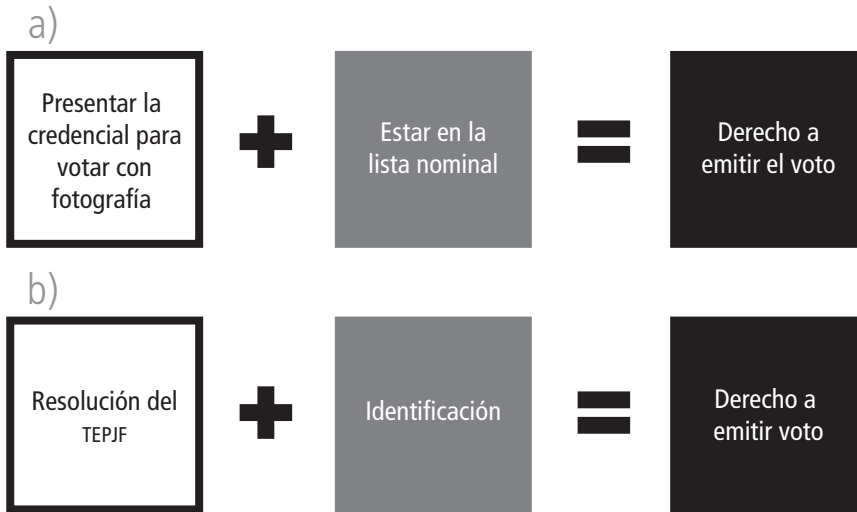 a)
Presentar la
credencial para
votar con
fotografía
+
Estar en la
lista nominal
=
Derecho a
emitir el voto
b)
Resolución del
TEPJF
+
Identificación
=
Derecho a
emitir voto